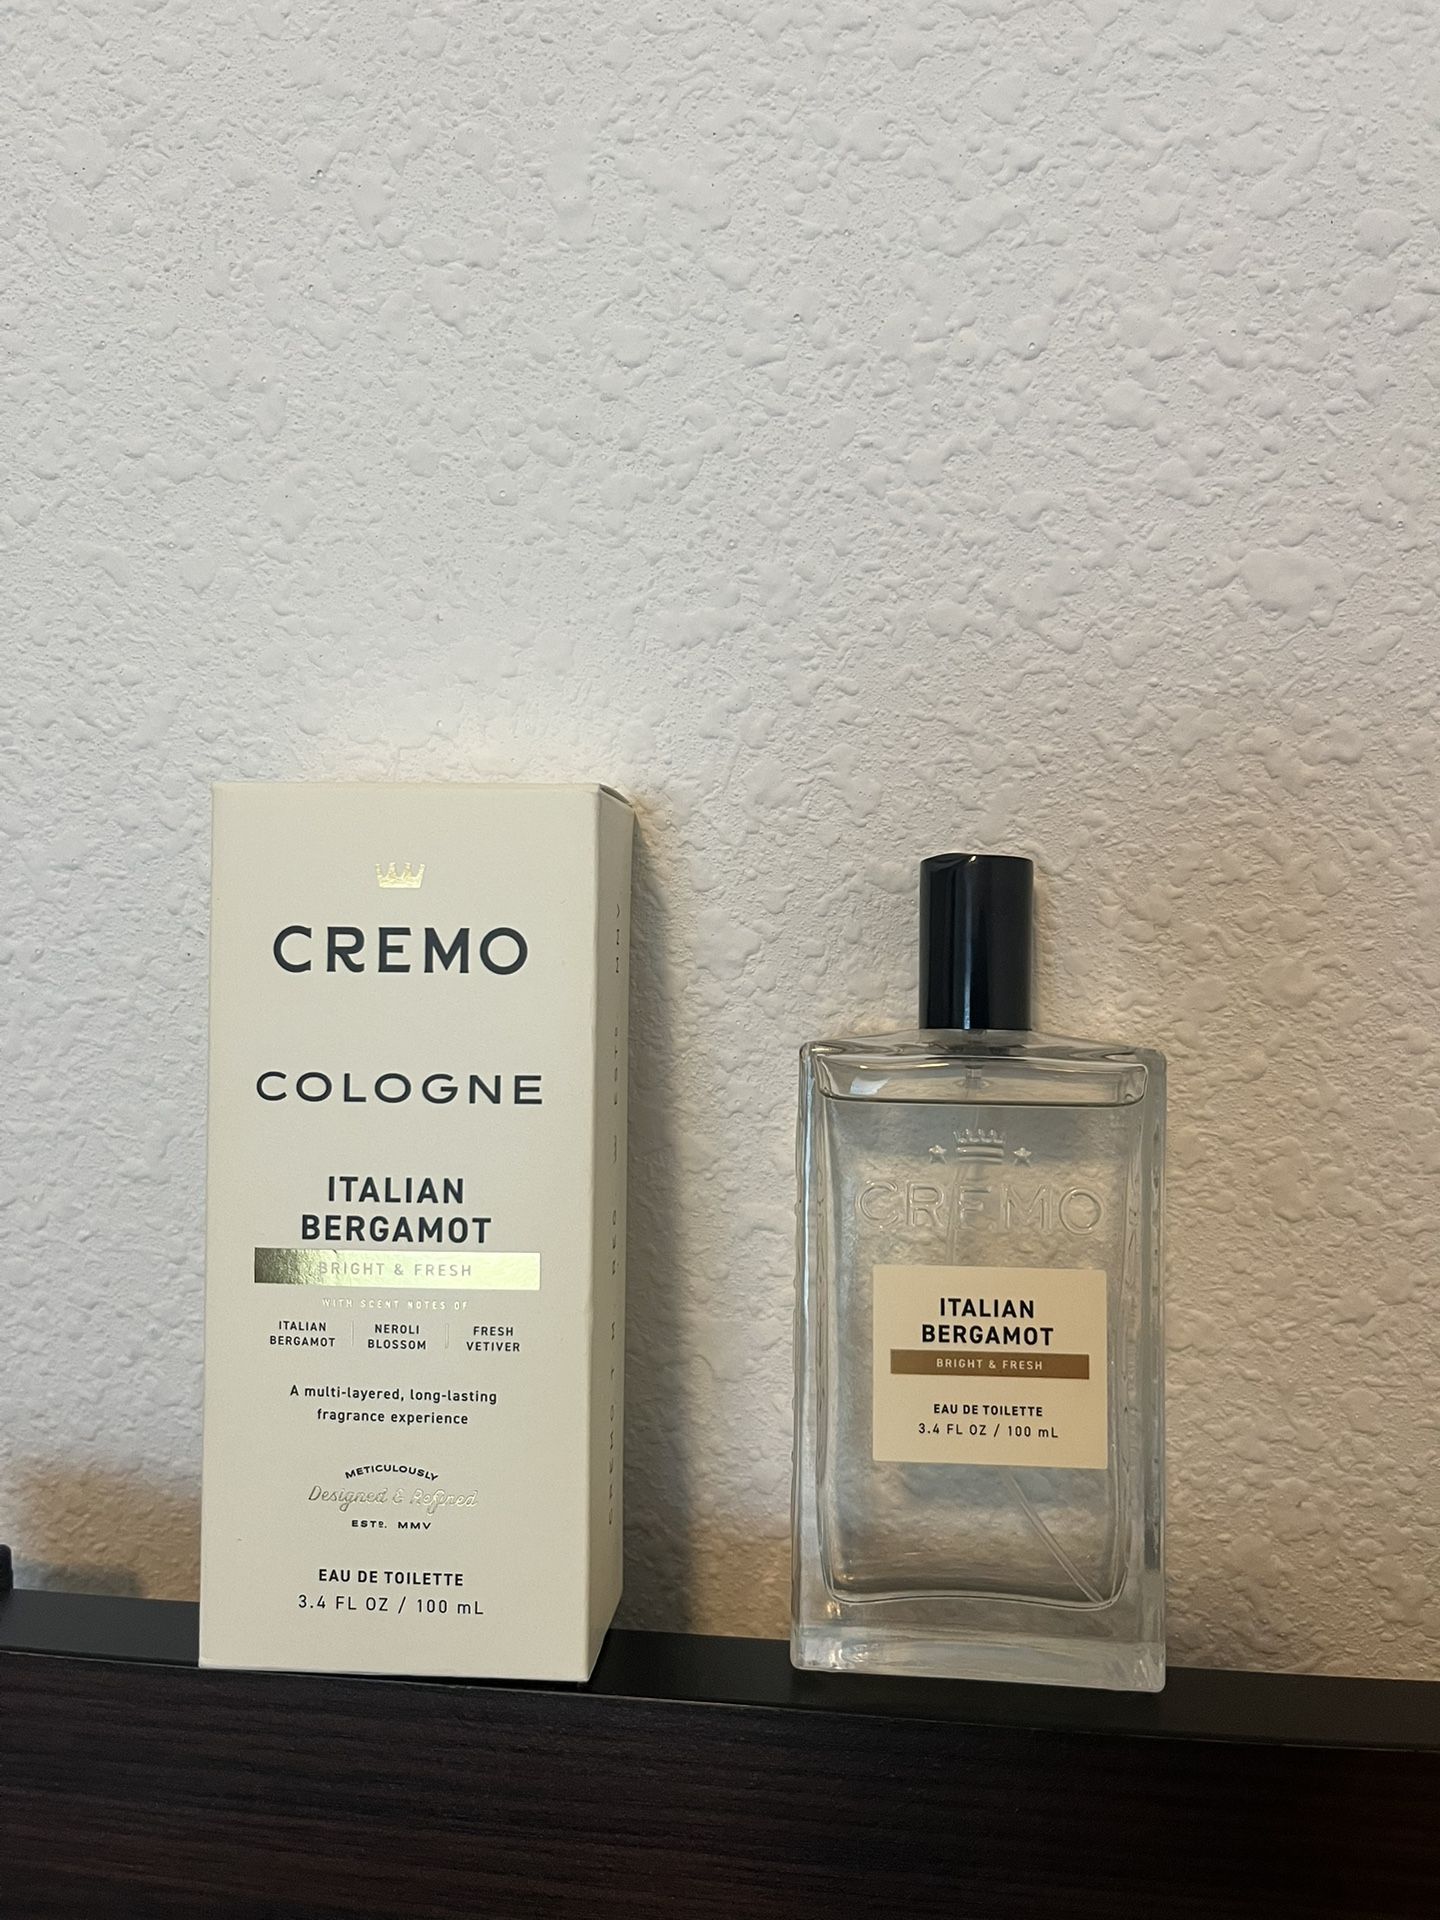 CREMO
COLOGNE
ITALIAN
BERGAMOT
BRIGHT & FRESH
WITH SCENT NOTES OF
ITALIAN BERGAMOT
NEROLI BLOSSOM
FRESH VETIVER
A multi-layered, long-lasting
fragrance experience
METICULOUSLY
Designed & Refined
ESTD. MMV
EAU DE TOILETTE
3.4 FL OZ / 100 mL
CREMO
ITALIAN
BERGAMOT
BRIGHT & FRESH
EAU DE TOILETTE
3.4 FL OZ / 100 mL